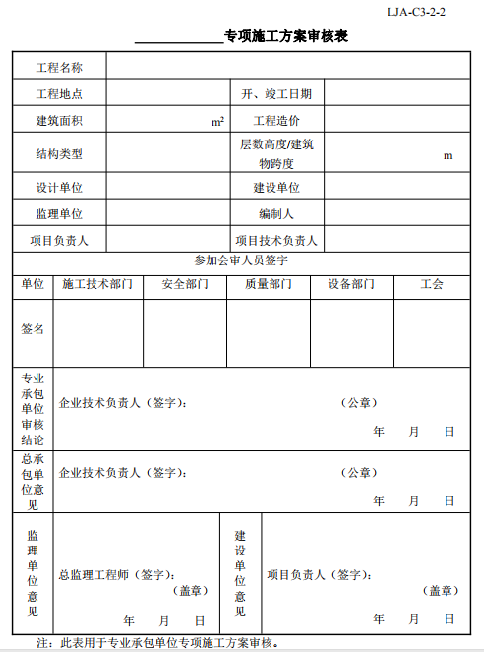 LJA-C3-2-2
专项施工方案审核表
工程名称
工程地点 开、竣工日期
建筑面积 m² 工程造价
结构类型 层数高度/建筑
物跨度 m
设计单位 建设单位
监理单位 编制人
项目负责人 项目技术负责人
参加会审人员签字
单位 施工技术部门 安全部门 质量部门 设备部门 工会
签名
专业
承包
单位
审核
结论
企业技术负责人（签字）： （公章）
年 月 日
总承
包单
位意
见
企业技术负责人（签字）： （公章）
年 月 日
监
理
单
位
意
见
总监理工程师（签字）：
（盖章）
年 月 日
建
设
单
位
意
见
项目负责人（签字）：
（盖章）
年 月 日
注：此表用于专业承包单位专项施工方案审核。